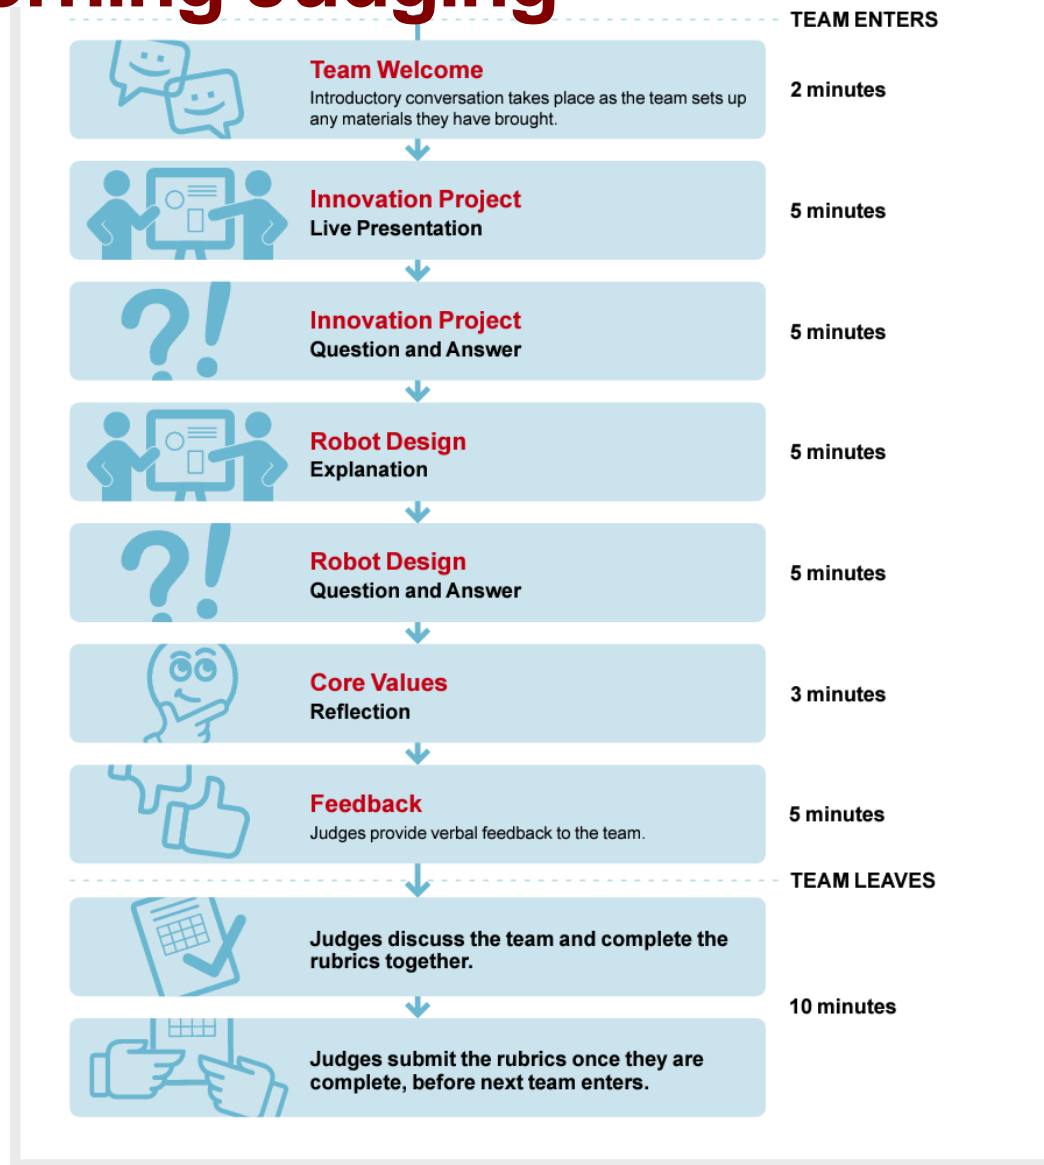 Judging
TEAM ENTERS
Team Welcome
Introductory conversation takes place as the team sets up
any materials they have brought.
2 minutes
Innovation Project
Live Presentation
5 minutes
Innovation Project
Question and Answer
5 minutes
Robot Design
Explanation
5 minutes
Robot Design
Question and Answer
5 minutes
Core Values
Reflection
3 minutes
Feedback
Judges provide verbal feedback to the team.
5 minutes
TEAM LEAVES
Judges discuss the team and complete the
rubrics together.
10 minutes
Judges submit the rubrics once they are
complete, before next team enters.